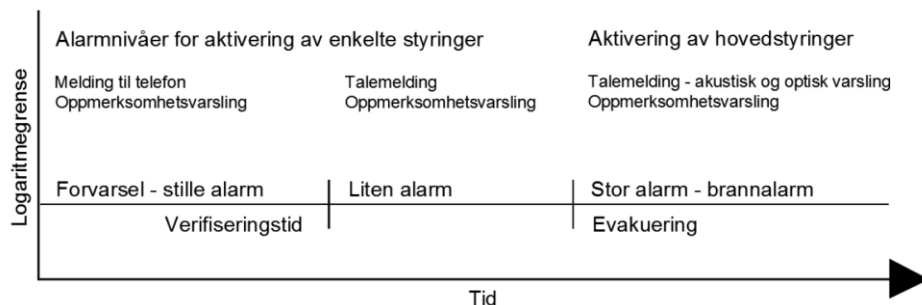 Alarmnivåer for aktivering av enkelte styringer
Aktivering av hovedstyringer
Melding til telefon
Oppmerksomhetsvarsling
Talemelding
Oppmerksomhetsvarsling
Talemelding - akustisk og optisk varsling
Oppmerksomhetsvarsling
Logaritmegrense
Forvarsel - stille alarm
Liten alarm
Stor alarm - brannalarm
Verifiseringstid
Evakuering
Tid